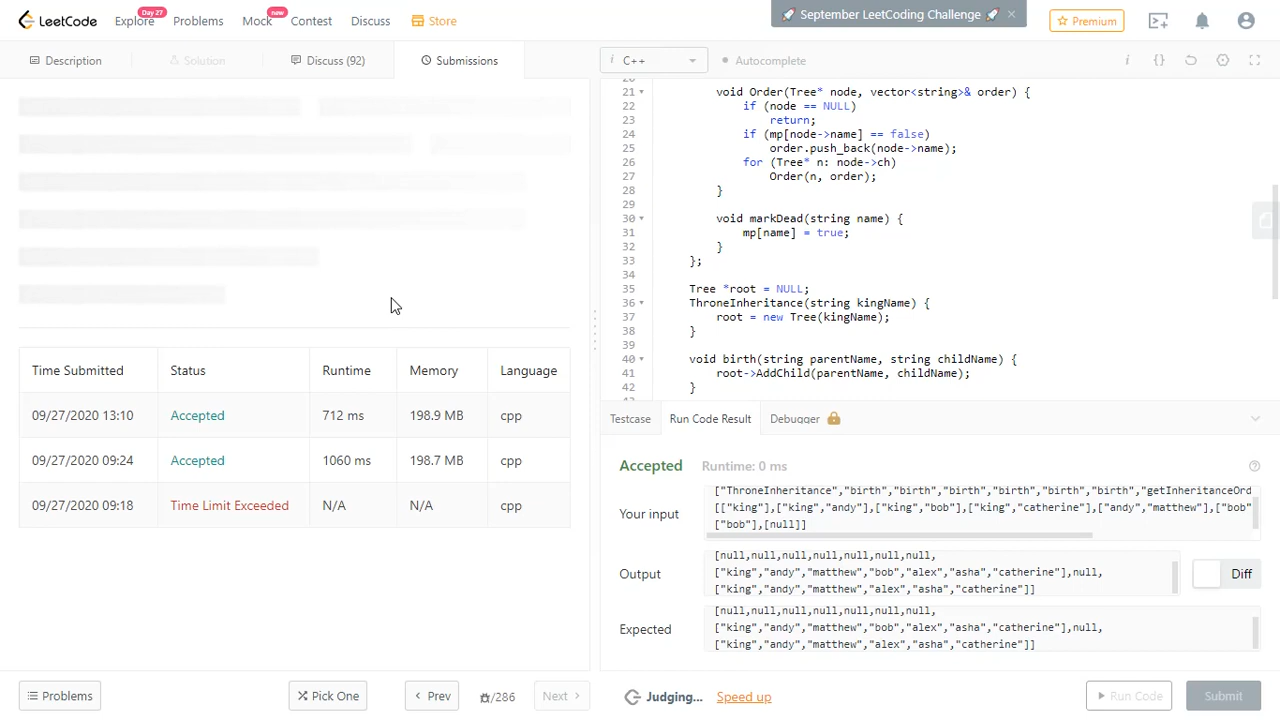 LeetCode
Explore
Day 27
Problems
Mock
new
Contest
Discuss
Store
🚀 September LeetCoding Challenge 🚀 ×
Premium
Description
Solution
Discuss (92)
Submissions
i C++
Autocomplete
Time Submitted Status Runtime Memory Language
09/27/2020 13:10 Accepted 712 ms 198.9 MB cpp
09/27/2020 09:24 Accepted 1060 ms 198.7 MB cpp
09/27/2020 09:18 Time Limit Exceeded N/A N/A cpp
20
21 void Order(Tree* node, vector<string>& order) {
22 if (node == NULL)
23 return;
24 if (mp[node->name] == false)
25 order.push_back(node->name);
26 for (Tree* n: node->ch)
27 Order(n, order);
28 }
29
30 void markDead(string name) {
31 mp[name] = true;
32 }
33 };
34
35 Tree *root = NULL;
36 ThroneInheritance(string kingName) {
37 root = new Tree(kingName);
38 }
39
40 void birth(string parentName, string childName) {
41 root->AddChild(parentName, childName);
42 }
Testcase
Run Code Result
Debugger
Accepted Runtime: 0 ms
Your input
["ThroneInheritance","birth","birth","birth","birth","birth","birth","getInheritanceOrd
[["king"],["king","andy"],["king","bob"],["king","catherine"],["andy","matthew"],["bob"
["bob"],[null]]
Output
[null,null,null,null,null,null,
["king","andy","matthew","bob","alex","asha","catherine"],null,
["king","andy","matthew","alex","asha","catherine"]]
Diff
Expected
[null,null,null,null,null,null,
["king","andy","matthew","bob","alex","asha","catherine"],null,
["king","andy","matthew","alex","asha","catherine"]]
Problems
Pick One
Prev
/286
Next
Judging...
Speed up
Run Code
Submit